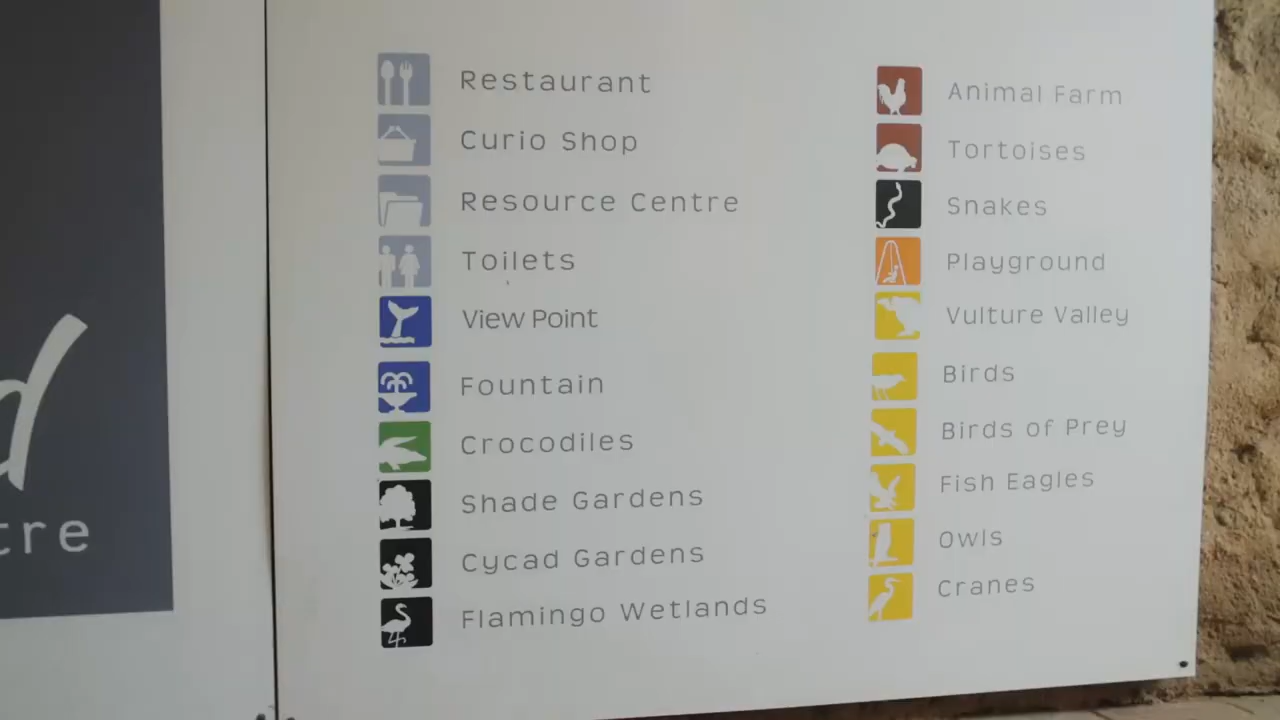 Restaurant
Curio Shop
Resource Centre
Toilets
View Point
Fountain
Crocodiles
Shade Gardens
Cycad Gardens
Flamingo Wetlands
Animal Farm
Tortoises
Snakes
Playground
Vulture Valley
Birds
Birds of Prey
Fish Eagles
Owls
Cranes